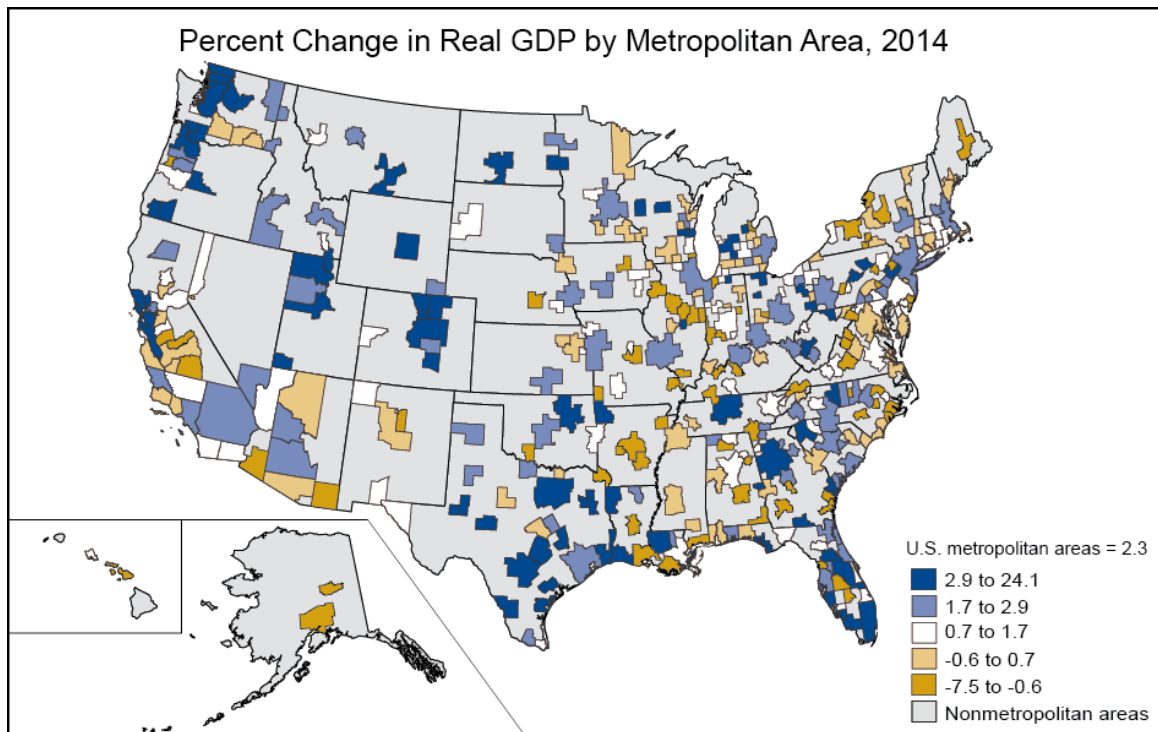 Percent Change in Real GDP by Metropolitan Area, 2014
U.S. metropolitan areas = 2.3
2.9 to 24.1
1.7 to 2.9
0.7 to 1.7
-0.6 to 0.7
-7.5 to -0.6
Nonmetropolitan areas